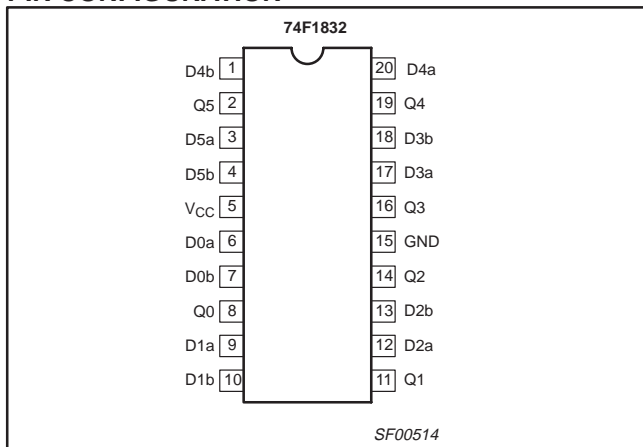 74F1832
D4b 1 20 D4a
Q5 2 19 Q4
D5a 3 18 D3b
D5b 4 17 D3a
VCC 5 16 Q3
D0a 6 15 GND
D0b 7 14 Q2
Q0 8 13 D2b
D1a 9 12 D2a
D1b 10 11 Q1
SF00514